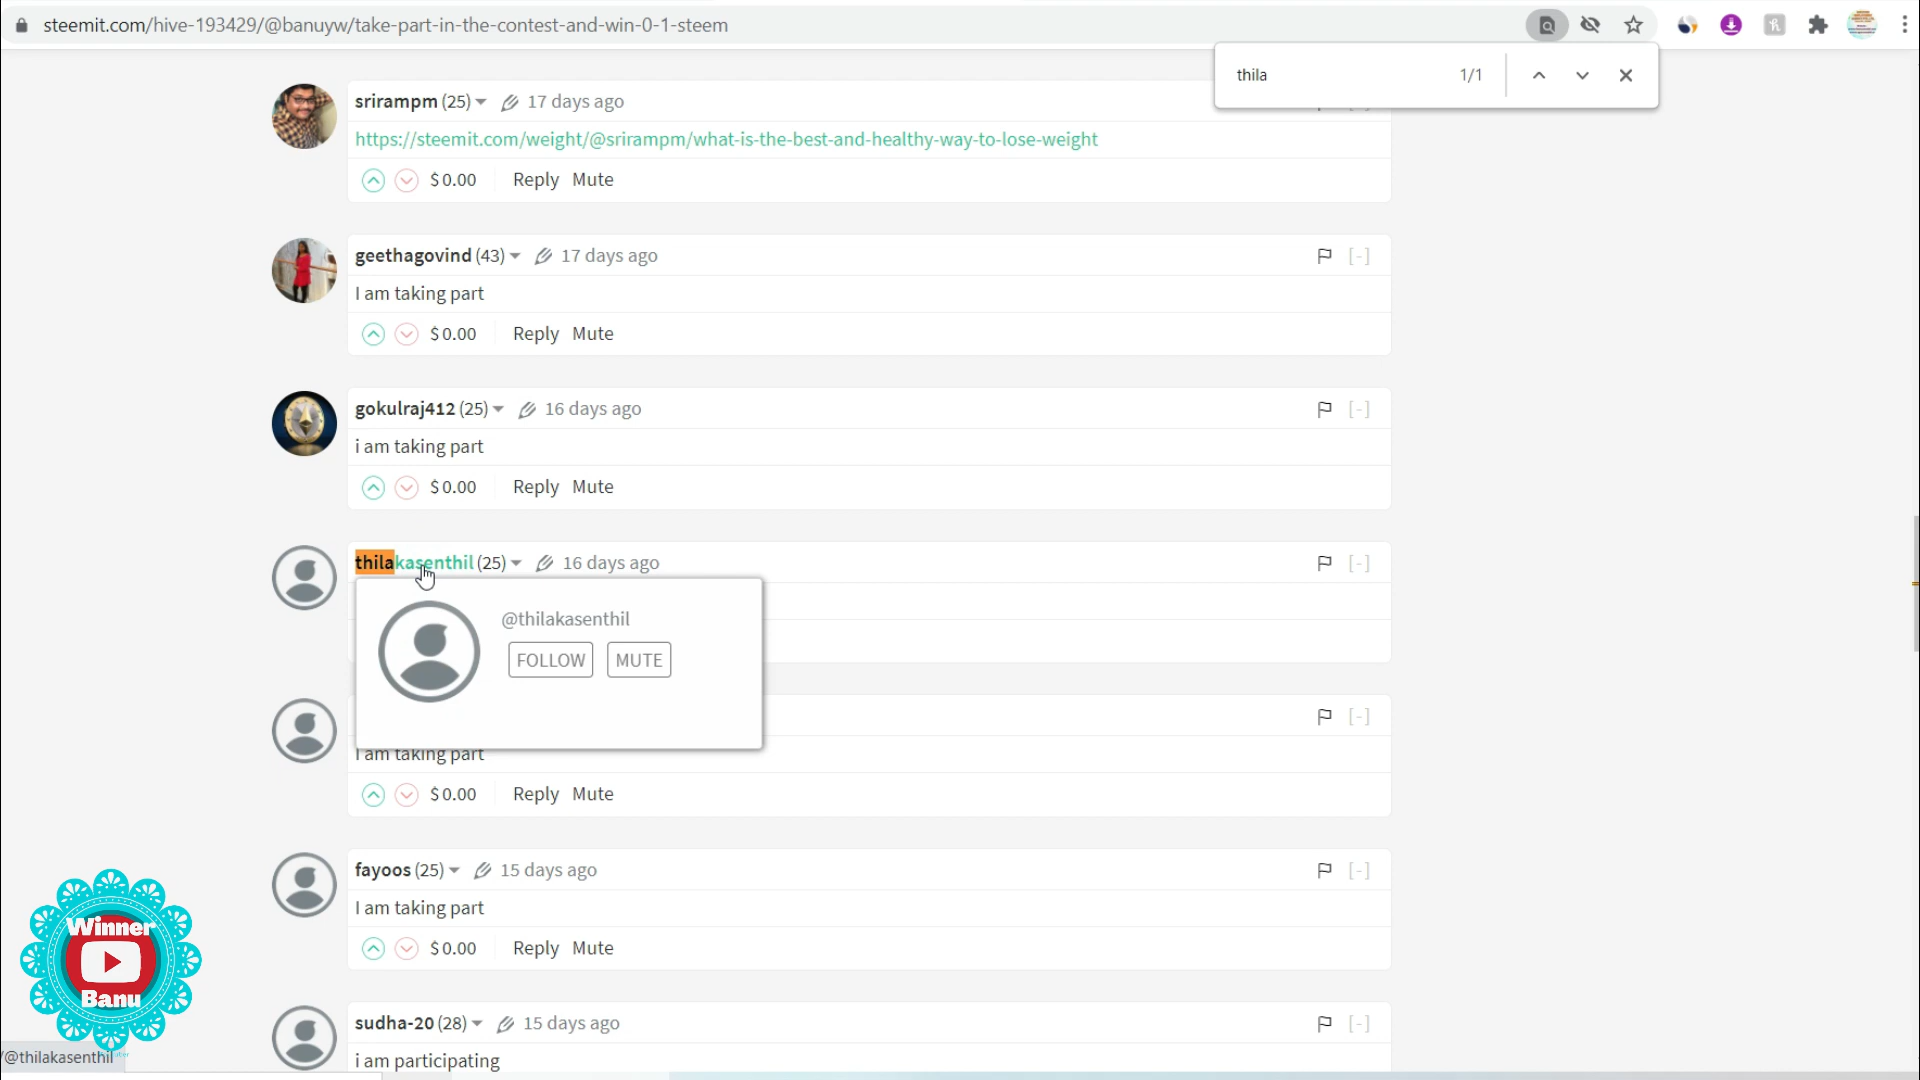 steemit.com/hive-193429/@banuyw/take-part-in-the-contest-and-win-0-1-steem
thila 1/1
srirampm (25) 17 days ago
https://steemit.com/weight/@srirampm/what-is-the-best-and-healthy-way-to-lose-weight
$0.00 Reply Mute
geethagovind (43) 17 days ago [-]
I am taking part
$0.00 Reply Mute
gokulraj412 (25) 16 days ago [-]
i am taking part
$0.00 Reply Mute
thilakasenthil (25) 16 days ago [-]
@thilakasenthil
FOLLOW MUTE
[-]
I am taking part
$0.00 Reply Mute
fayoos (25) 15 days ago [-]
I am taking part
$0.00 Reply Mute
sudha-20 (28) 15 days ago [-]
i am participating
Winner
Banu
/@thilakasenthil